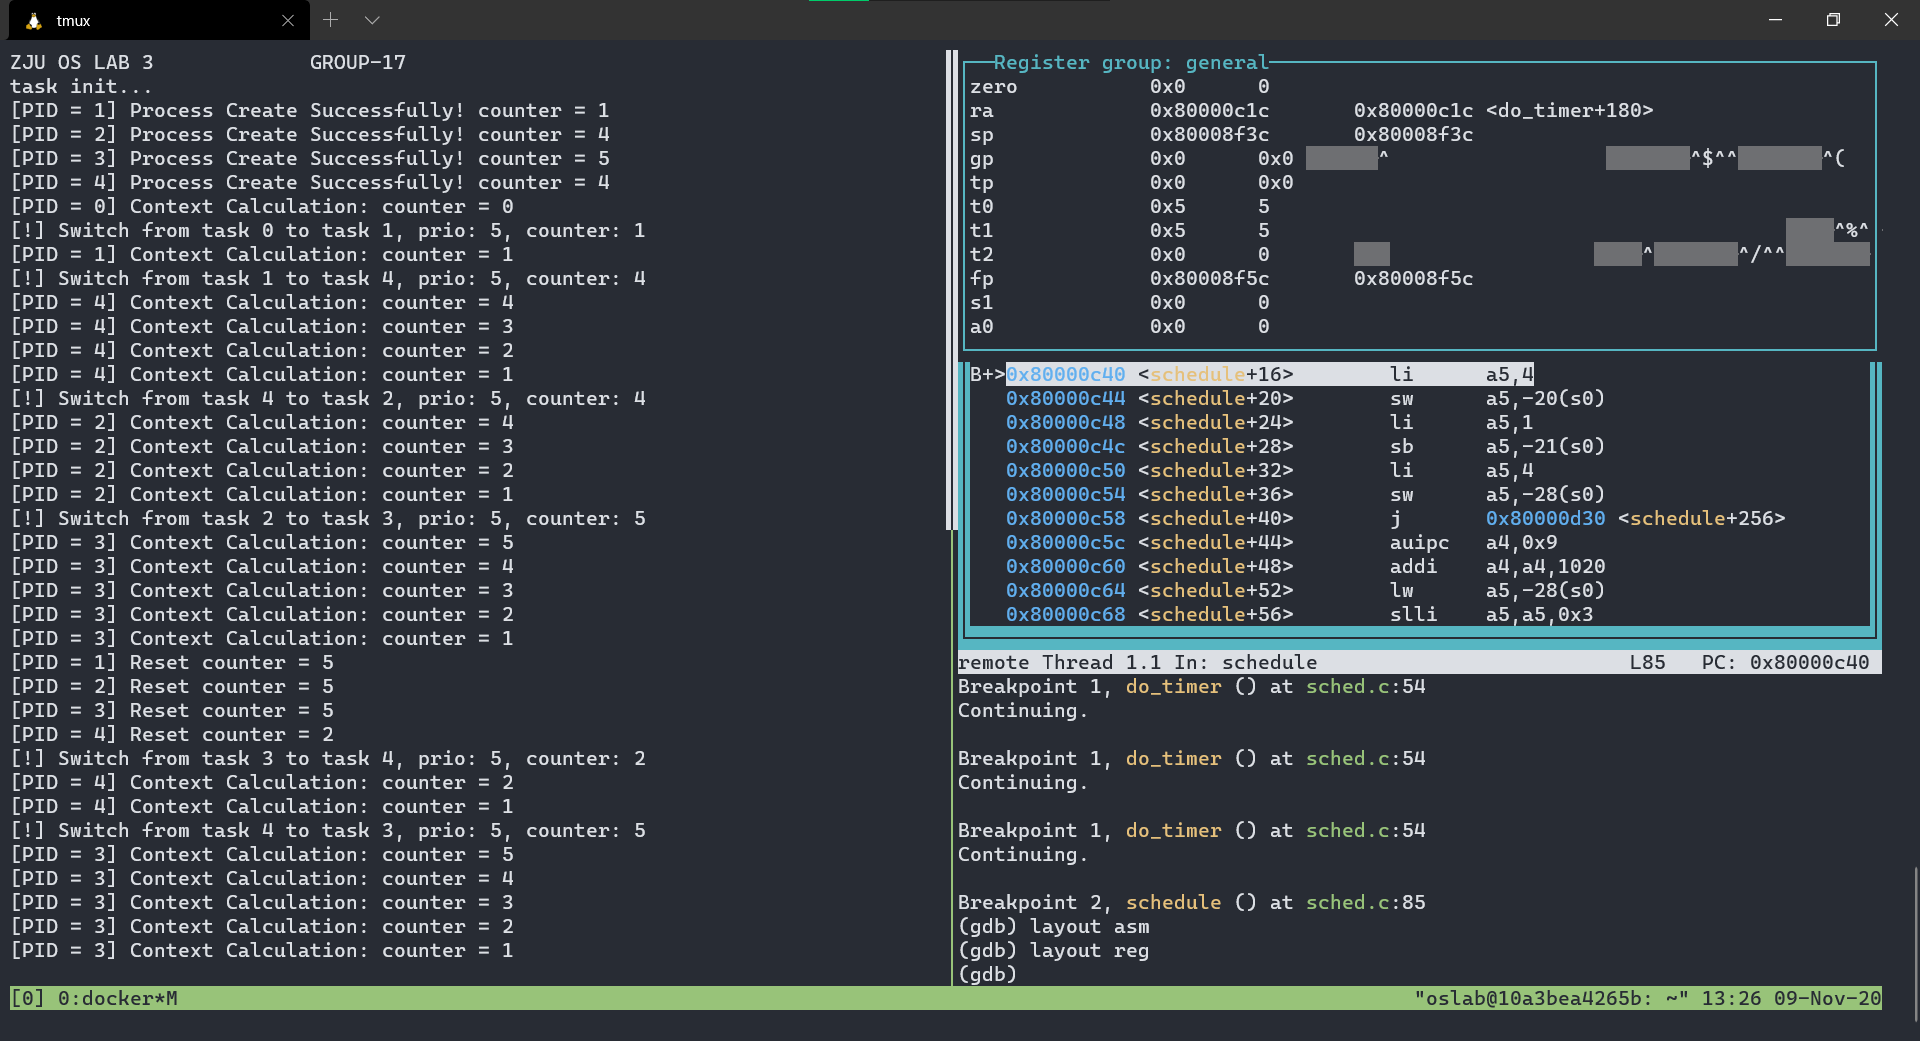 tmux
ZJU OS LAB 3             GROUP-17
task init...
[PID = 1] Process Create Successfully! counter = 1
[PID = 2] Process Create Successfully! counter = 4
[PID = 3] Process Create Successfully! counter = 5
[PID = 4] Process Create Successfully! counter = 4
[PID = 0] Context Calculation: counter = 0
[!] Switch from task 0 to task 1, prio: 5, counter: 1
[PID = 1] Context Calculation: counter = 1
[!] Switch from task 1 to task 4, prio: 5, counter: 4
[PID = 4] Context Calculation: counter = 4
[PID = 4] Context Calculation: counter = 3
[PID = 4] Context Calculation: counter = 2
[PID = 4] Context Calculation: counter = 1
[!] Switch from task 4 to task 2, prio: 5, counter: 4
[PID = 2] Context Calculation: counter = 4
[PID = 2] Context Calculation: counter = 3
[PID = 2] Context Calculation: counter = 2
[PID = 2] Context Calculation: counter = 1
[!] Switch from task 2 to task 3, prio: 5, counter: 5
[PID = 3] Context Calculation: counter = 5
[PID = 3] Context Calculation: counter = 4
[PID = 3] Context Calculation: counter = 3
[PID = 3] Context Calculation: counter = 2
[PID = 3] Context Calculation: counter = 1
[PID = 1] Reset counter = 5
[PID = 2] Reset counter = 5
[PID = 3] Reset counter = 5
[PID = 4] Reset counter = 2
[!] Switch from task 3 to task 4, prio: 5, counter: 2
[PID = 4] Context Calculation: counter = 2
[PID = 4] Context Calculation: counter = 1
[!] Switch from task 4 to task 3, prio: 5, counter: 5
[PID = 3] Context Calculation: counter = 5
[PID = 3] Context Calculation: counter = 4
[PID = 3] Context Calculation: counter = 3
[PID = 3] Context Calculation: counter = 2
[PID = 3] Context Calculation: counter = 1
Register group: general
zero           0x0      0
ra             0x80000c1c       0x80000c1c <do_timer+180>
sp             0x80008f3c       0x80008f3c
gp             0x0      0x0 ^ ^$^^ ^(
tp             0x0      0x0
t0             0x5      5
t1             0x5      5 ^%^
t2             0x0      0 ^ ^/^^
fp             0x80008f5c       0x80008f5c
s1             0x0      0
a0             0x0      0
B+>0x80000c40 <schedule+16>        li      a5,4
0x80000c44 <schedule+20>        sw      a5,-20(s0)
0x80000c48 <schedule+24>        li      a5,1
0x80000c4c <schedule+28>        sb      a5,-21(s0)
0x80000c50 <schedule+32>        li      a5,4
0x80000c54 <schedule+36>        sw      a5,-28(s0)
0x80000c58 <schedule+40>        j       0x80000d30 <schedule+256>
0x80000c5c <schedule+44>        auipc   a4,0x9
0x80000c60 <schedule+48>        addi    a4,a4,1020
0x80000c64 <schedule+52>        lw      a5,-28(s0)
0x80000c68 <schedule+56>        slli    a5,a5,0x3
remote Thread 1.1 In: schedule                          L85   PC: 0x80000c40
Breakpoint 1, do_timer () at sched.c:54
Continuing.
Breakpoint 1, do_timer () at sched.c:54
Continuing.
Breakpoint 1, do_timer () at sched.c:54
Continuing.
Breakpoint 2, schedule () at sched.c:85
(gdb) layout asm
(gdb) layout reg
(gdb)
[0] 0:docker*M "oslab@10a3bea4265b: ~" 13:26 09-Nov-20